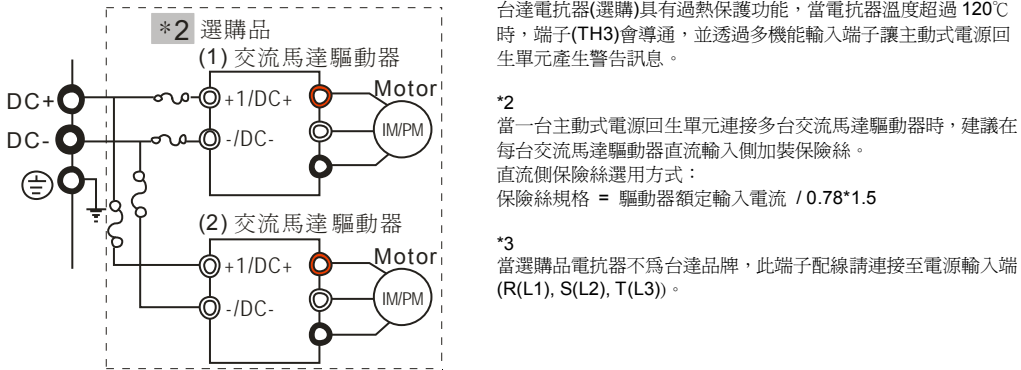 *2 選購品
(1) 交流馬達驅動器
DC+
+1/DC+
Motor
DC-
-/DC-
IM/PM
(2) 交流馬達驅動器
+1/DC+
Motor
-/DC-
IM/PM
台達電抗器(選購)具有過熱保護功能，當電抗器溫度超過 120℃
時，端子(TH3)會導通，並透過多機能輸入端子讓主動式電源回
生單元產生警告訊息。
*2
當一台主動式電源回生單元連接多台交流馬達驅動器時，建議在
每台交流馬達驅動器直流輸入側加裝保險絲。
直流側保險絲選用方式：
保險絲規格 = 驅動器額定輸入電流 / 0.78*1.5
*3
當選購品電抗器不為台達品牌，此端子配線請連接至電源輸入端
(R(L1), S(L2), T(L3))。